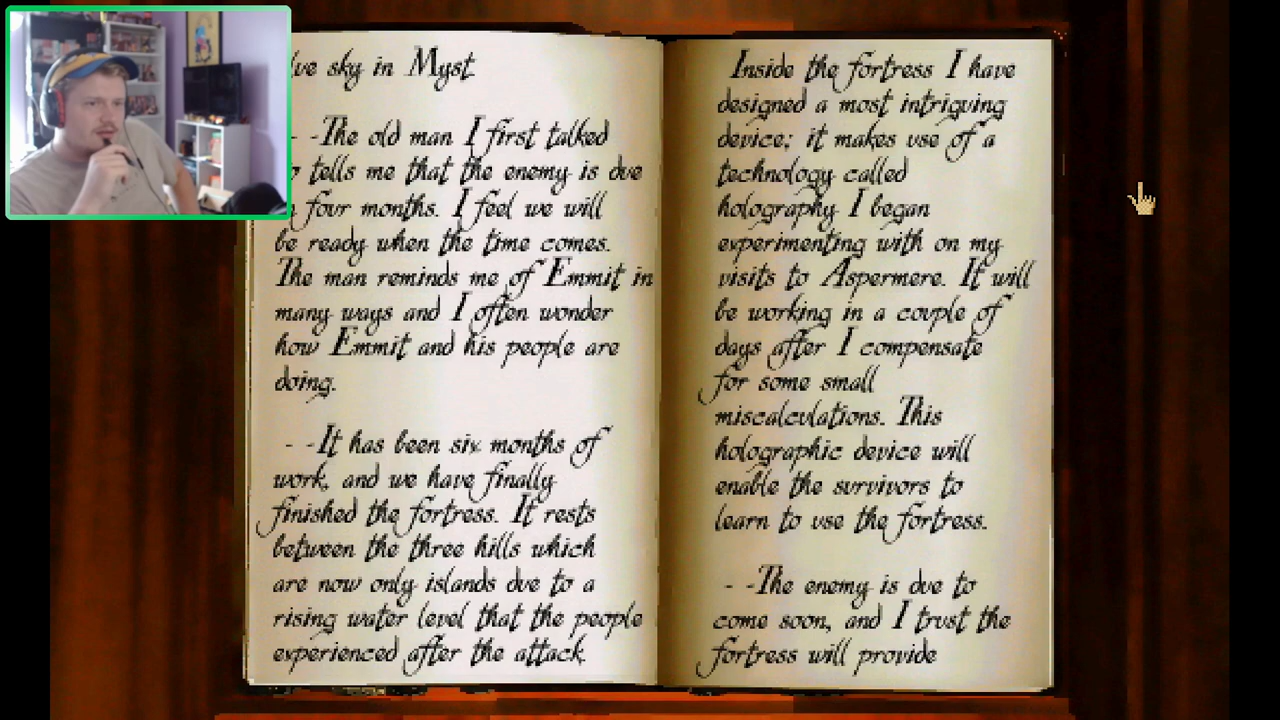 sky in Myst.
- -The old man I first talked
tells me that the enemy is due
four months. I feel we will
be ready when the time comes.
The man reminds me of Emmit in
many ways and I often wonder
how Emmit and his people are
doing.
- -It has been six months of
work, and we have finally
finished the fortress. It rests
between the three hills which
are now only islands due to a
rising water level that the people
experienced after the attack.
Inside the fortress I have
designed a most intriguing
device; it makes use of a
technology called
holography I began
experimenting with on my
visits to Aspermere. It will
be working in a couple of
days after I compensate
for some small
miscalculations. This
holographic device will
enable the survivors to
learn to use the fortress.
- -The enemy is due to
come soon, and I trust the
fortress will provide